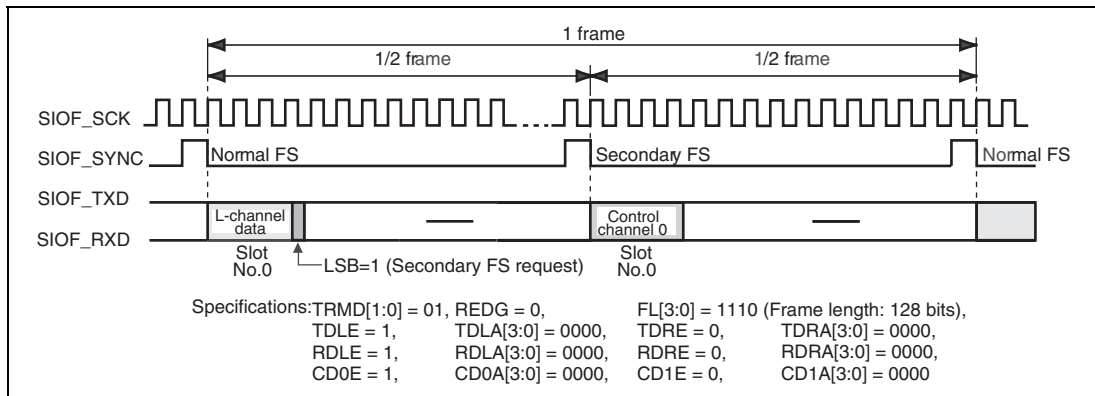 1 frame
1/2 frame 1/2 frame
SIOF_SCK
SIOF_SYNC Normal FS Secondary FS Normal FS
SIOF_TXD
L-channel data Control channel 0
SIOF_RXD
Slot No.0 Slot No.0
LSB=1 (Secondary FS request)
Specifications: TRMD[1:0] = 01, REDG = 0, FL[3:0] = 1110 (Frame length: 128 bits),
TDLE = 1, TDLA[3:0] = 0000, TDRE = 0, TDRA[3:0] = 0000,
RDLE = 1, RDLA[3:0] = 0000, RDRE = 0, RDRA[3:0] = 0000,
CD0E = 1, CD0A[3:0] = 0000, CD1E = 0, CD1A[3:0] = 0000